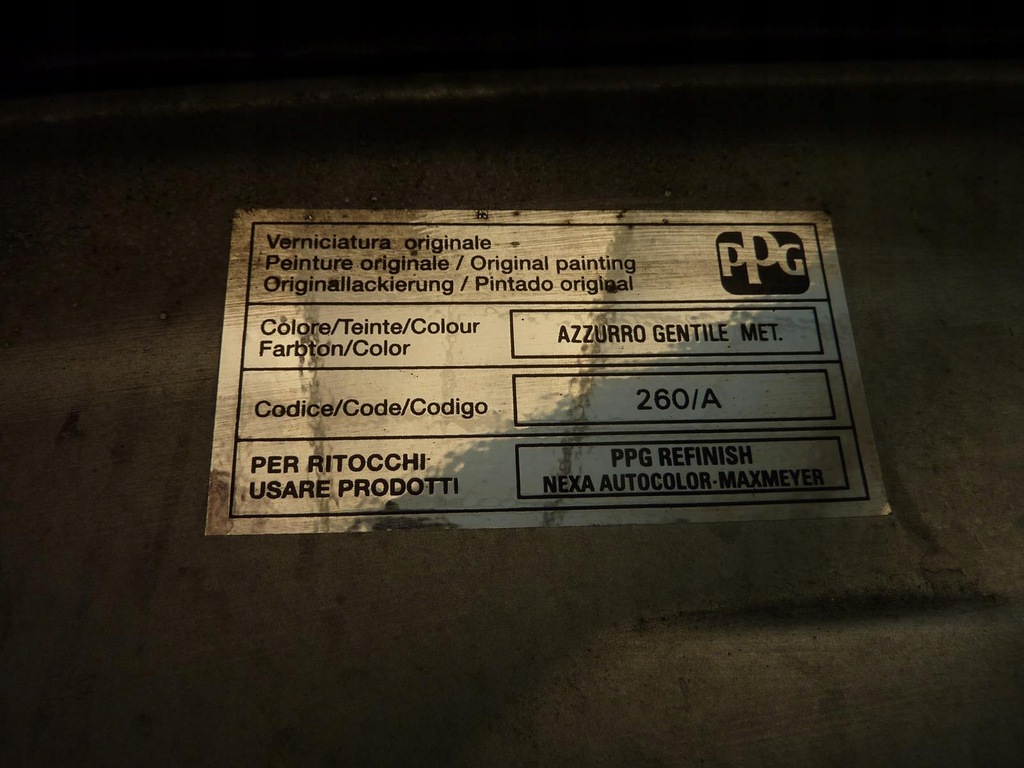 Verniciatura originale
Peinture originale / Original painting
Originallackierung / Pintado original
PPG
Colore/Teinte/Colour
Farbton/Color
AZZURRO GENTILE MET.
Codice/Code/Codigo
260/A
PER RITOCCHI
USARE PRODOTTI
PPG REFINISH
NEXA AUTOCOLOR-MAXMEYER